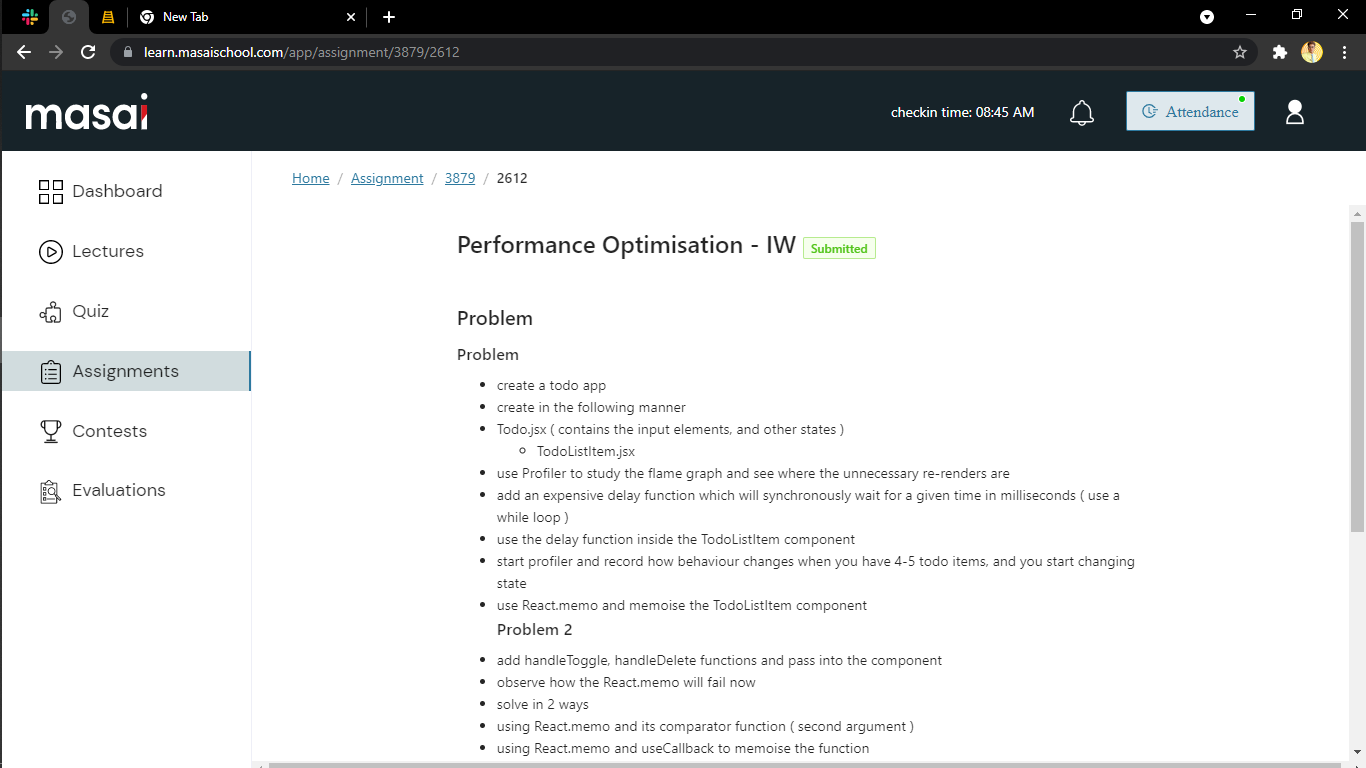 New Tab
learn.masaischool.com/app/assignment/3879/2612
masai
checkin time: 08:45 AM
Attendance
Dashboard
Lectures
Quiz
Assignments
Contests
Evaluations
Home / Assignment / 3879 / 2612
Performance Optimisation - IW Submitted
Problem
Problem
create a todo app
create in the following manner
Todo.jsx ( contains the input elements, and other states )
TodoListItem.jsx
use Profiler to study the flame graph and see where the unnecessary re-renders are
add an expensive delay function which will synchronously wait for a given time in milliseconds ( use a
while loop )
use the delay function inside the TodoListItem component
start profiler and record how behaviour changes when you have 4-5 todo items, and you start changing
state
use React.memo and memoise the TodoListItem component
Problem 2
add handleToggle, handleDelete functions and pass into the component
observe how the React.memo will fail now
solve in 2 ways
using React.memo and its comparator function ( second argument )
using React.memo and useCallback to memoise the function